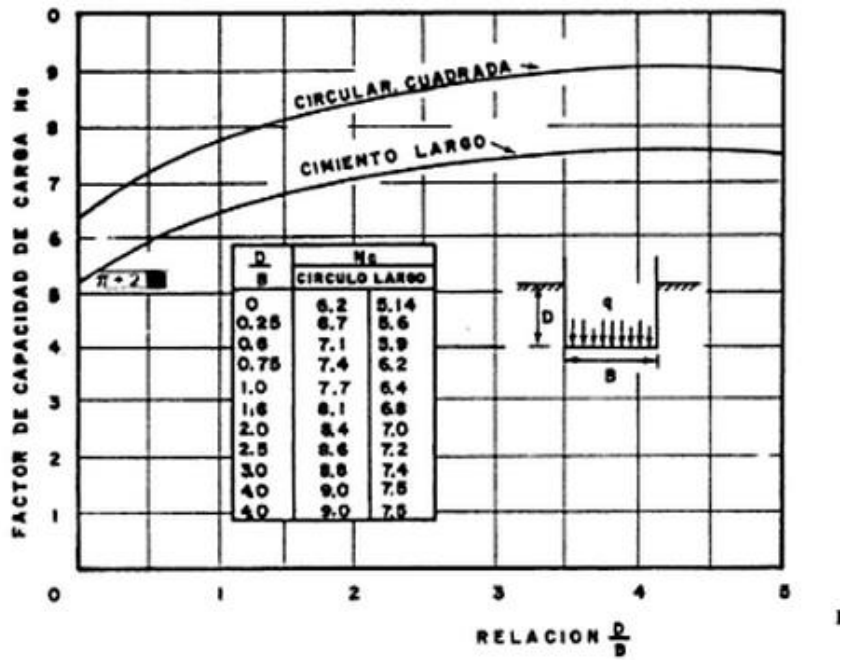 FACTOR DE CAPACIDAD DE CARGA Nc
0
9
8
7
6
5
4
3
2
1
0
CIRCULAR, CUADRADA
CIMIENTO LARGO
π + 2
D/B Nc
CIRCULO LARGO
0 6.2 5.14
0.25 6.7 5.6
0.6 7.1 5.9
0.75 7.4 6.2
1.0 7.7 6.4
1.6 8.1 6.8
2.0 8.4 7.0
2.5 8.6 7.2
3.0 8.8 7.4
4.0 9.0 7.5
4.0 9.0 7.5
q
D
B
1 2 3 4 5
RELACION D/B